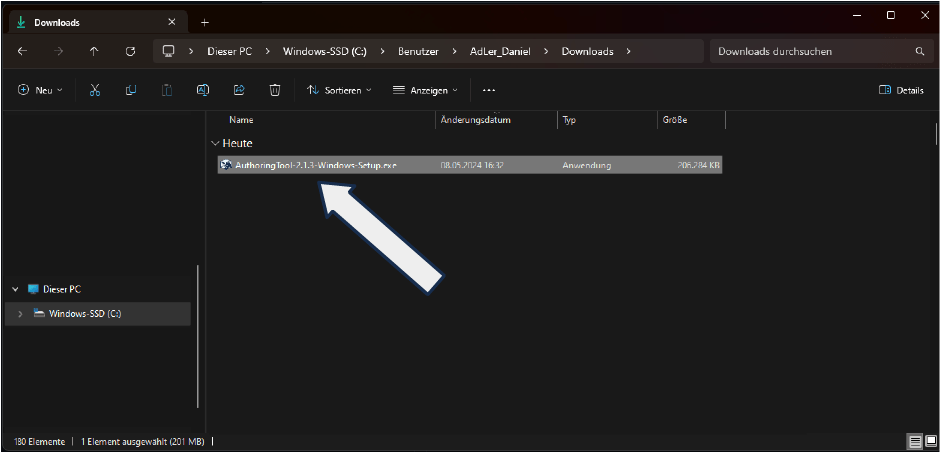 Downloads
Dieser PC > Windows-SSD (C:) > Benutzer > AdLer_Daniel > Downloads > Downloads durchsuchen
Neu Sortieren Anzeigen Details
Name Änderungsdatum Typ Größe
Heute
AuthoringTool-2.1.3-Windows-Setup.exe 08.05.2024 16:32 Anwendung 206.284 KB
Dieser PC
Windows-SSD (C:)
180 Elemente | 1 Element ausgewählt (201 MB) |